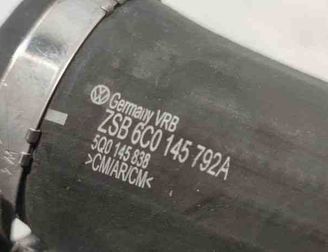 Germany VRB
ZSB 6C0 145 792A
5Q0 145 838
>CM/AR/CM<